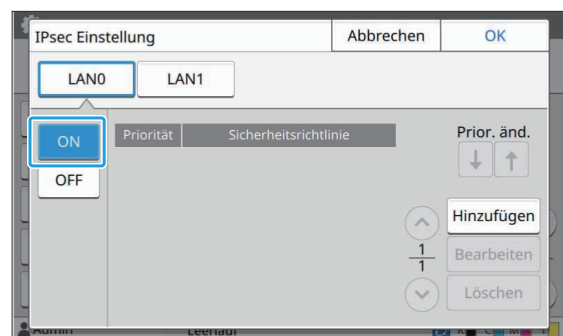 IPsec Einstellung
Abbrechen
OK
LAN0
LAN1
ON
OFF
Priorität Sicherheitsrichtlinie
Prior. änd.
Hinzufügen
1
1
Bearbeiten
Löschen
Admin
Leerlauf